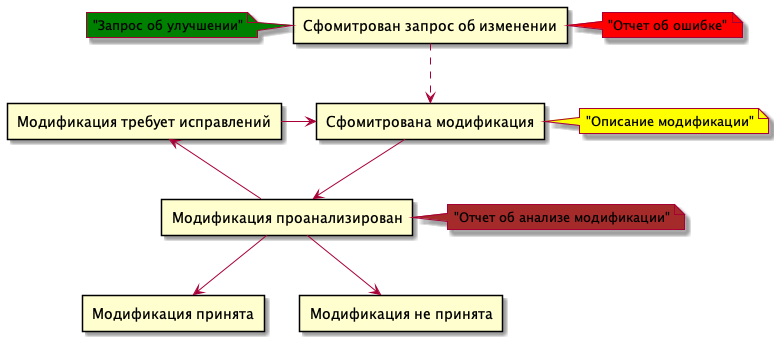 "Запрос об улучшении"
Сфомитрован запрос об изменении
"Отчет об ошибке"
Модификация требует исправлений
Сфомитрована модификация
"Описание модификации"
Модификация проанализирован
"Отчет об анализе модификации"
Модификация принята
Модификация не принята